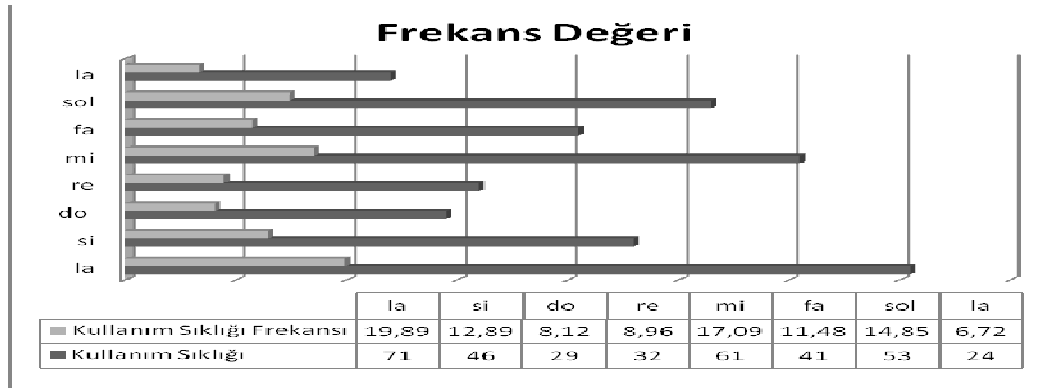 Frekans Değeri
la
sol
fa
mi
re
do
si
la
la si do re mi fa sol la
Kullanım Sıklığı Frekansı 19,89 12,89 8,12 8,96 17,09 11,48 14,85 6,72
Kullanım Sıklığı 71 46 29 32 61 41 53 24